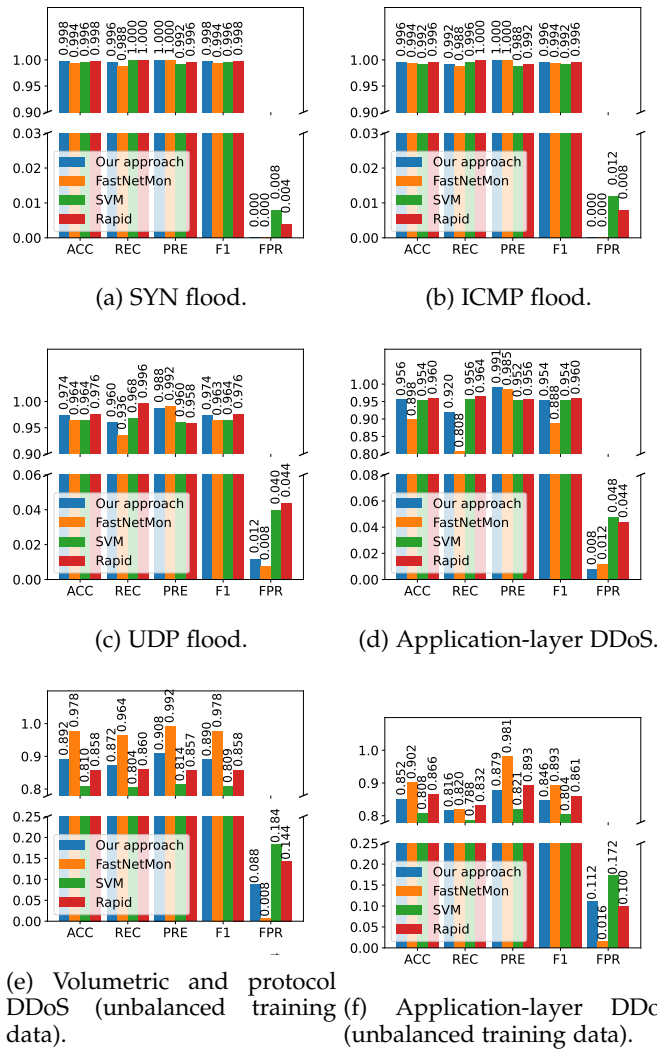 0.998 0.994 0.996 0.998 0.996 0.988 1.000 1.000 1.000 1.000 0.992 0.996 0.998 0.994 0.996 0.998
1.00
0.95
0.90
0.03
0.02
0.01
0.00
Our approach
FastNetMon
SVM
Rapid
0.000 0.000 0.008 0.004
ACC REC PRE F1 FPR
(a) SYN flood.
0.996 0.994 0.992 0.996 0.992 0.988 0.996 1.000 1.000 1.000 0.988 0.992 0.996 0.994 0.992 0.996
1.00
0.95
0.90
0.03
0.02
0.01
0.00
Our approach
FastNetMon
SVM
Rapid
0.000 0.000 0.012 0.008
ACC REC PRE F1 FPR
(b) ICMP flood.
0.974 0.964 0.964 0.976 0.960 0.936 0.968 0.996 0.988 0.992 0.960 0.958 0.974 0.963 0.964 0.976
1.00
0.95
0.90
0.06
0.04
0.02
0.00
Our approach
FastNetMon
SVM
Rapid
0.012 0.008 0.040 0.044
ACC REC PRE F1 FPR
(c) UDP flood.
0.956 0.898 0.954 0.960 0.920 0.808 0.956 0.964 0.991 0.985 0.952 0.956 0.954 0.888 0.954 0.960
1.00
0.95
0.90
0.85
0.80
0.08
0.06
0.04
0.02
0.00
Our approach
FastNetMon
SVM
Rapid
0.008 0.012 0.048 0.044
ACC REC PRE F1 FPR
(d) Application-layer DDoS.
0.892 0.978 0.810 0.858 0.872 0.964 0.804 0.860 0.908 0.992 0.814 0.857 0.890 0.978 0.809 0.858
1.0
0.9
0.8
0.25
0.20
0.15
0.10
0.05
0.00
Our approach
FastNetMon
SVM
Rapid
0.088 0.008 0.184 0.144
ACC REC PRE F1 FPR
(e) Volumetric and protocol
DDoS (unbalanced training
data).
0.852 0.902 0.808 0.866 0.816 0.820 0.788 0.832 0.879 0.981 0.821 0.893 0.846 0.893 0.804 0.861
1.0
0.9
0.8
0.25
0.20
0.15
0.10
0.05
0.00
Our approach
FastNetMon
SVM
Rapid
0.112 0.016 0.172 0.100
ACC REC PRE F1 FPR
(f) Application-layer DDo
(unbalanced training data).